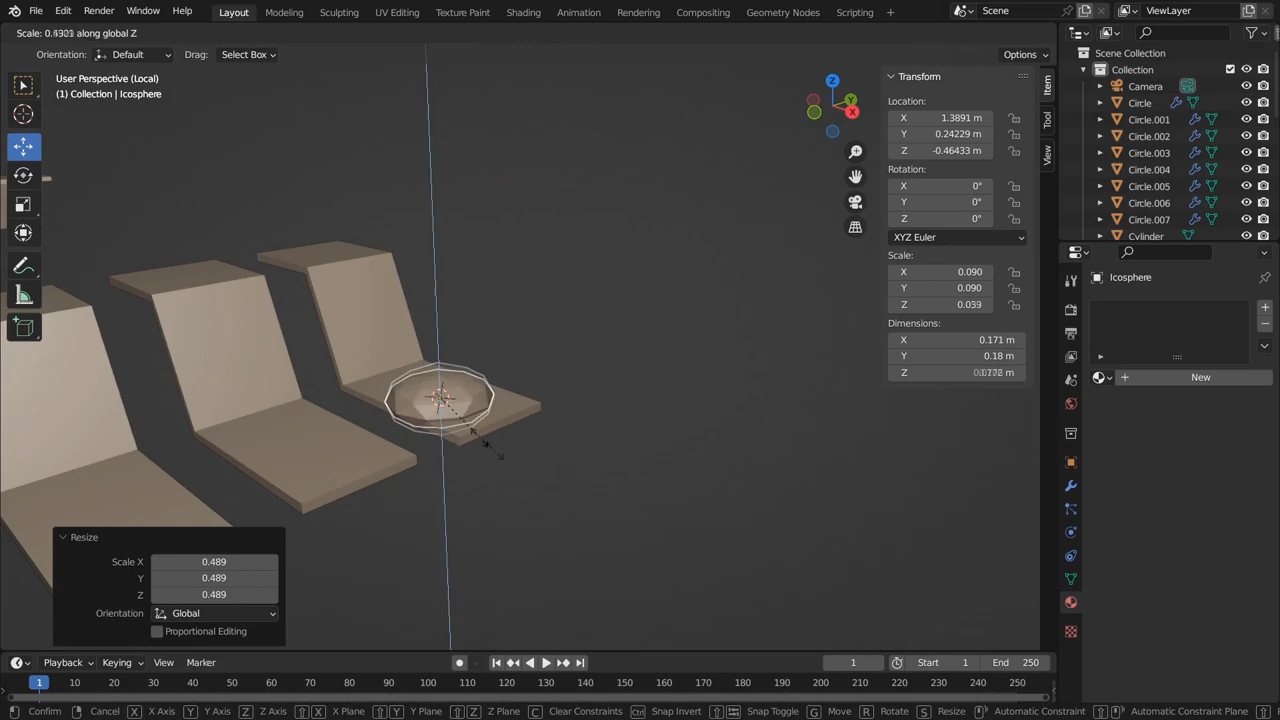 File Edit Render Window Help Layout Modeling Sculpting UV Editing Texture Paint Shading Animation Rendering Compositing Geometry Nodes Scripting Scene ViewLayer
along global Z
Orientation: Default Drag: Select Box Options
User Perspective (Local)
(1) Collection | Icosphere
Transform
Location:
X 1.3891 m
Y 0.24229 m
Z -0.46433 m
Rotation:
X 0°
Y 0°
Z 0°
XYZ Euler
Scale:
X 0.090
Y 0.090
Z 0.039
Dimensions:
X 0.171 m
Y 0.18 m
Z
Item
Tool
View
Scene Collection
Collection
Camera
Circle
Circle.001
Circle.002
Circle.003
Circle.004
Circle.005
Circle.006
Circle.007
Cylinder
Icosphere
New
Resize
Scale X 0.489
Y 0.489
Z 0.489
Orientation Global
Proportional Editing
Playback Keying View Marker 1 Start 1 End 250
1 10 20 30 40 50 60 70 80 90 100 110 120 130 140 150 160 170 180 190 200 210 220 230 240 250
Confirm Cancel X X Axis Y Y Axis Z Z Axis X X Plane Y Y Plane Z Z Plane C Clear Constraints Ctrl Snap Invert Snap Toggle G Move R Rotate S Resize Automatic Constraint Automatic Constraint Plane